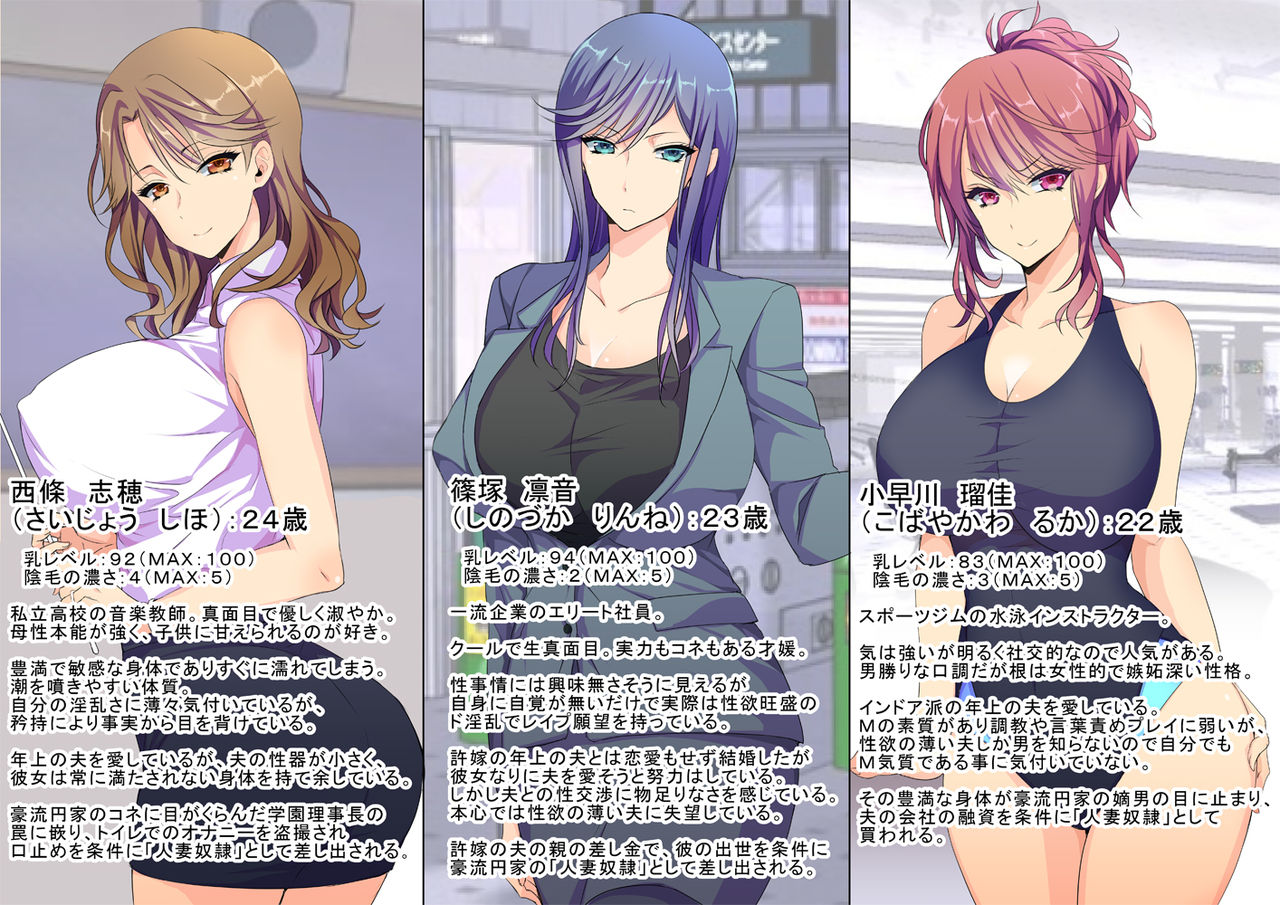 西條 志穂
(さいじょう しほ):24歳
乳レベル:92(MAX:100)
陰毛の濃さ:4(MAX:5)
私立高校の音楽教師。真面目で優しく淑やか。
母性本能が強く、子供に甘えられるのが好き。
豊満で敏感な身体でありすぐに濡れてしまう。
潮を噴きやすい体質。
自分の淫乱さに薄々気付いているが、
矜持により事実から目を背けている。
年上の夫を愛しているが、夫の性器が小さく、
彼女は常に満たされない身体を持て余している。
豪流円家のコネに目がくらんだ学園理事長の
罠に嵌り、トイレでのオナニーを盗撮され
口止めを条件に「人妻奴隷」として差し出される。
スセンター
Center
篠塚 凛音
(しのづか りんね):23歳
乳レベル:94(MAX:100)
陰毛の濃さ:2(MAX:5)
一流企業のエリート社員。
クールで生真面目。実力もコネもある才媛。
性事情には興味無さそうに見えるが
自身に自覚が無いだけで実際は性欲旺盛の
ド淫乱でレイプ願望を持っている。
許嫁の年上の夫とは恋愛もせず結婚したが
彼女なりに夫を愛そうと努力はしている。
しかし夫との性交渉に物足りなさを感じている。
本心では性欲の薄い夫に失望している。
許嫁の夫の親の差し金で、彼の出世を条件に
豪流円家の「人妻奴隷」として差し出される。
小早川 瑠佳
(こばやかわ るか):22歳
乳レベル:83(MAX:100)
陰毛の濃さ:3(MAX:5)
スポーツジムの水泳インストラクター。
気は強いが明るく社交的なので人気がある。
男勝りな口調だが根は女性的で嫉妬深い性格。
インドア派の年上の夫を愛している。
Mの素質があり調教や言葉責めプレイに弱いが、
性欲の薄い夫しか男を知らないので自分でも
M気質である事に気付いていない。
その豊満な身体が豪流円家の嫡男の目に止まり、
夫の会社の融資を条件に「人妻奴隷」として
買われる。